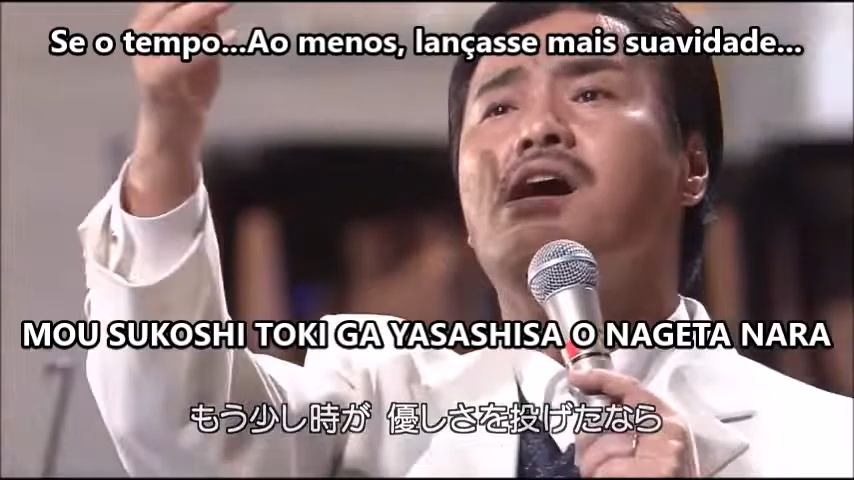 Se o tempo...Ao menos, lançasse mais suavidade...
MOU SUKOSHI TOKI GA YASASHISA O NAGETA NARA
もう少し時が 優しさを投げたなら